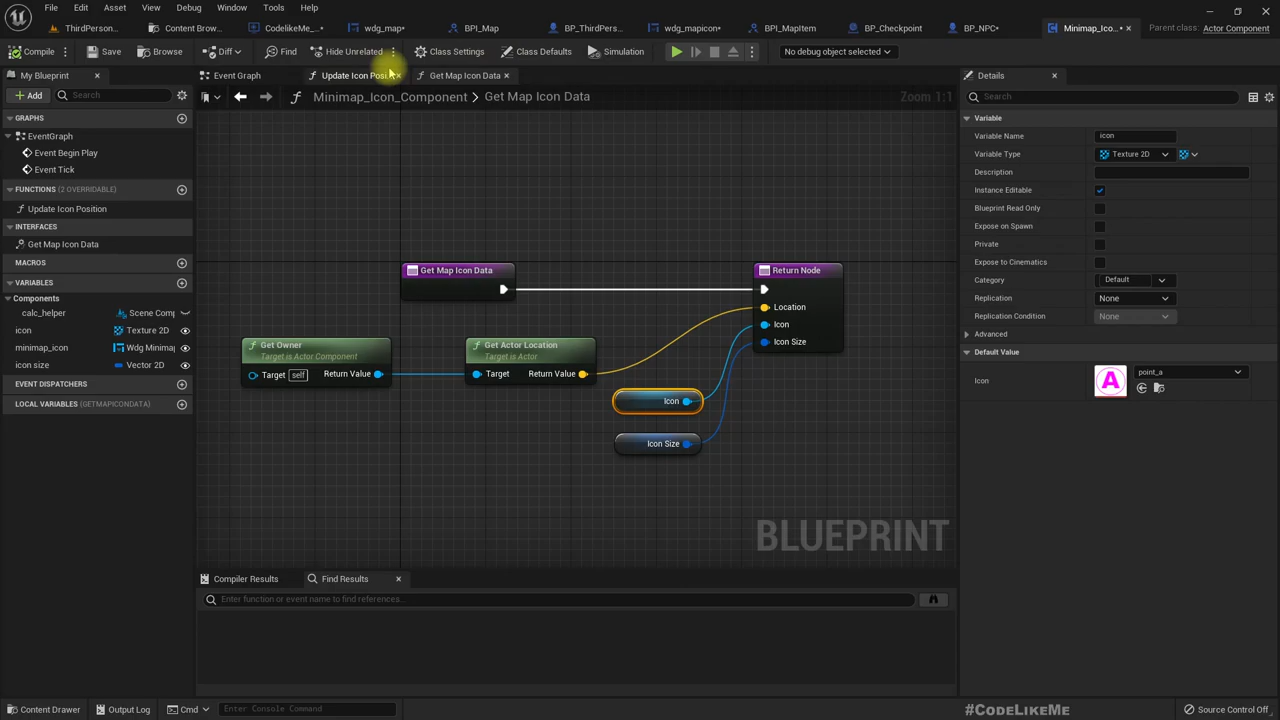 File Edit Asset View Debug Window Tools Help
ThirdPerson... Content Brow... CodelikeMe_... wdg_map BPI_Map BP_ThirdPers... wdg_mapicon BPI_MapItem BP_Checkpoint BP_NPC Minimap_Ico... Parent class: Actor Component
Compile Save Browse Diff Find Hide Unrelated Class Settings Class Defaults Simulation No debug object selected
My Blueprint Event Graph Update Icon Posi Get Map Icon Data Details
Add Search Minimap_Icon_Component > Get Map Icon Data Zoom 1:1 Search
GRAPHS
EventGraph
Event Begin Play
Event Tick
FUNCTIONS (2 OVERRIDABLE)
Update Icon Position
INTERFACES
Get Map Icon Data
MACROS
VARIABLES
Components
calc_helper Scene Comp
icon Texture 2D
minimap_icon Wdg Minima
icon size Vector 2D
EVENT DISPATCHERS
LOCAL VARIABLES (GETMAPICONDATA)
Get Map Icon Data
Return Node
Location
Icon
Icon Size
Get Owner
Target is Actor Component
Target self Return Value
Get Actor Location
Target is Actor
Target Return Value
Icon
Icon Size
BLUEPRINT
Variable
Variable Name icon
Variable Type Texture 2D
Description
Instance Editable
Blueprint Read Only
Expose on Spawn
Private
Expose to Cinematics
Category Default
Replication None
Replication Condition None
Advanced
Default Value
Icon A point_a
Compiler Results Find Results
Enter function or event name to find references...
Content Drawer Output Log Cmd Enter Console Command #CODELIKEME Source Control Off